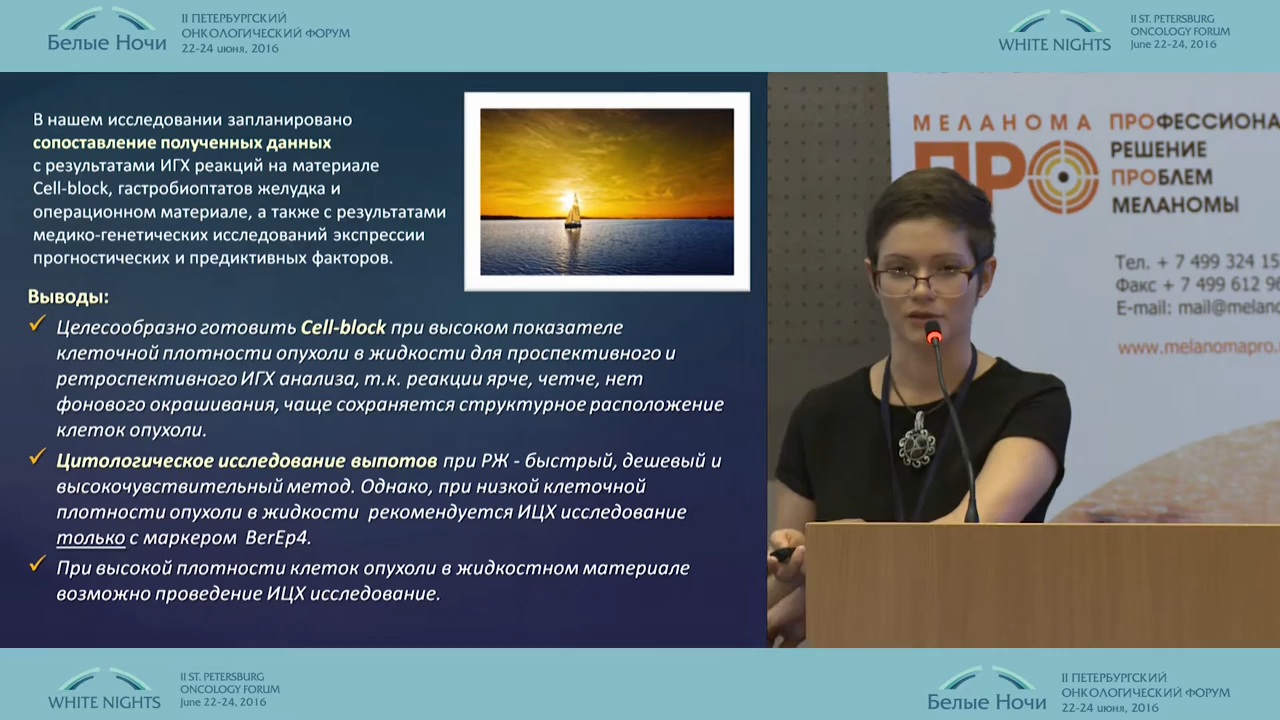 Белые Ночи
II ПЕТЕРБУРГСКИЙ
ОНКОЛОГИЧЕСКИЙ ФОРУМ
22-24 июня, 2016
WHITE NIGHTS
II ST. PETERSBURG
ONCOLOGY FORUM
June 22-24, 2016
В нашем исследовании запланировано
сопоставление полученных данных
с результатами ИГХ реакций на материале
Cell-block, гастробиоптатов желудка и
операционном материале, а также с результатами
медико-генетических исследований экспрессии
прогностических и предиктивных факторов.
Выводы:
Целесообразно готовить Cell-block при высоком показателе
клеточной плотности опухоли в жидкости для проспективного и
ретроспективного ИГХ анализа, т.к. реакции ярче, четче, нет
фонового окрашивания, чаще сохраняется структурное расположение
клеток опухоли.
Цитологическое исследование выпотов при РЖ - быстрый, дешевый и
высокочувствительный метод. Однако, при низкой клеточной
плотности опухоли в жидкости рекомендуется ИЦХ исследование
только с маркером BerEp4.
При высокой плотности клеток опухоли в жидкостном материале
возможно проведение ИЦХ исследование.
МЕЛАНОМА
ПРО
ПРОФЕССИОНА
РЕШЕНИЕ
ПРОБЛЕМ
МЕЛАНОМЫ
Тел. + 7 499 324 15
Факс + 7 499 612 96
E-mail: mail@melano
www.melanomapro.
WHITE NIGHTS
II ST. PETERSBURG
ONCOLOGY FORUM
June 22-24, 2016
Белые Ночи
II ПЕТЕРБУРГСКИЙ
ОНКОЛОГИЧЕСКИЙ ФОРУМ
22-24 июня, 2016